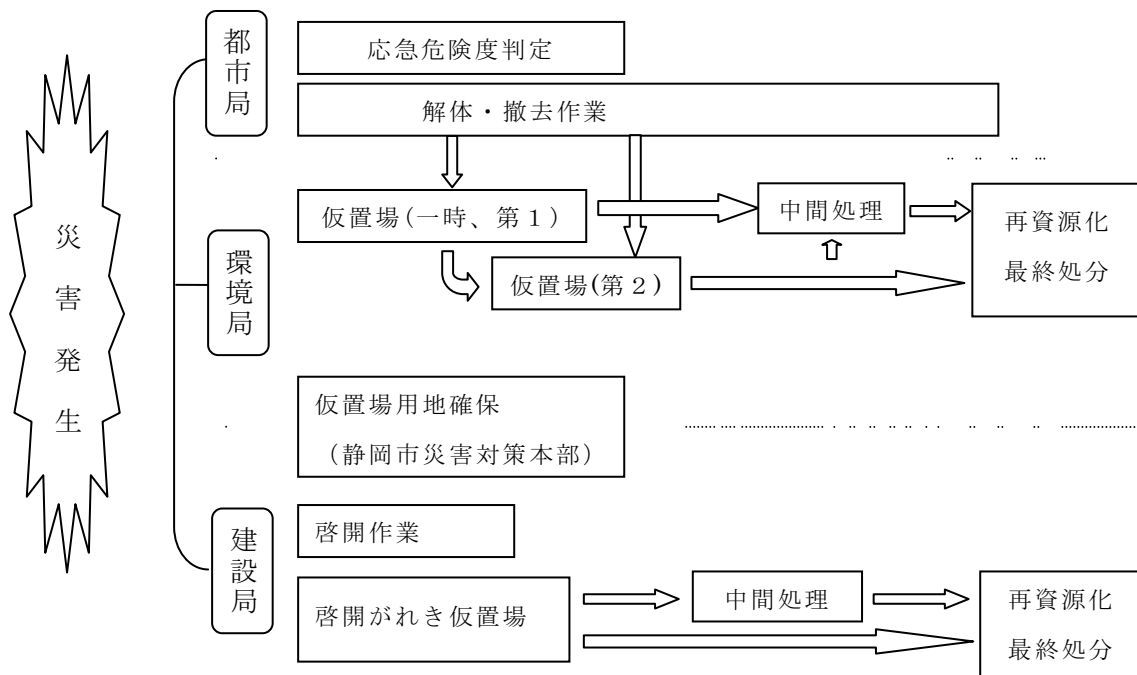 災害発生
都市局
応急危険度判定
解体・撤去作業
環境局
仮置場(一時、第１)
中間処理
再資源化
最終処分
仮置場(第２)
仮置場用地確保
（静岡市災害対策本部）
建設局
啓開作業
啓開がれき仮置場
中間処理
再資源化
最終処分